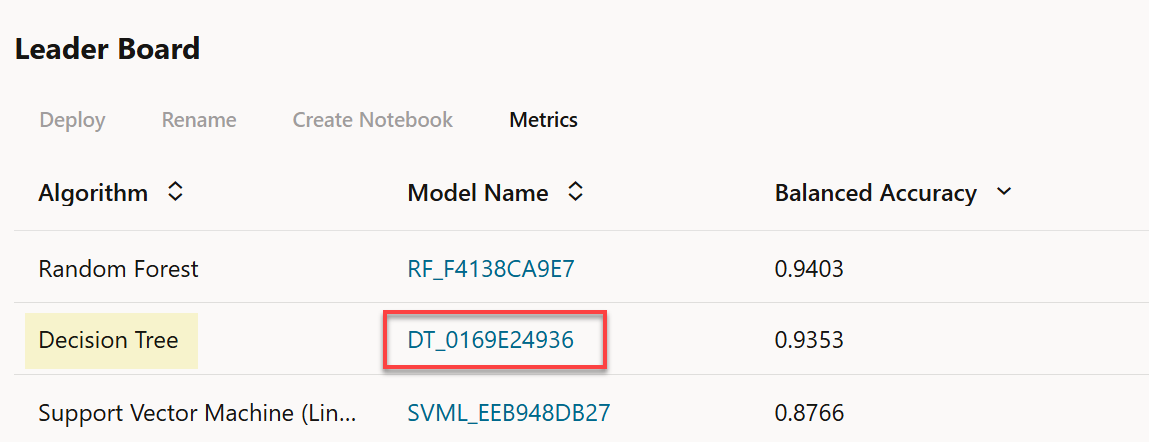 Leader Board
Deploy Rename Create Notebook Metrics
Algorithm Model Name Balanced Accuracy
Random Forest RF_F4138CA9E7 0.9403
Decision Tree DT_0169E24936 0.9353
Support Vector Machine (Lin... SVML_EEB948DB27 0.8766